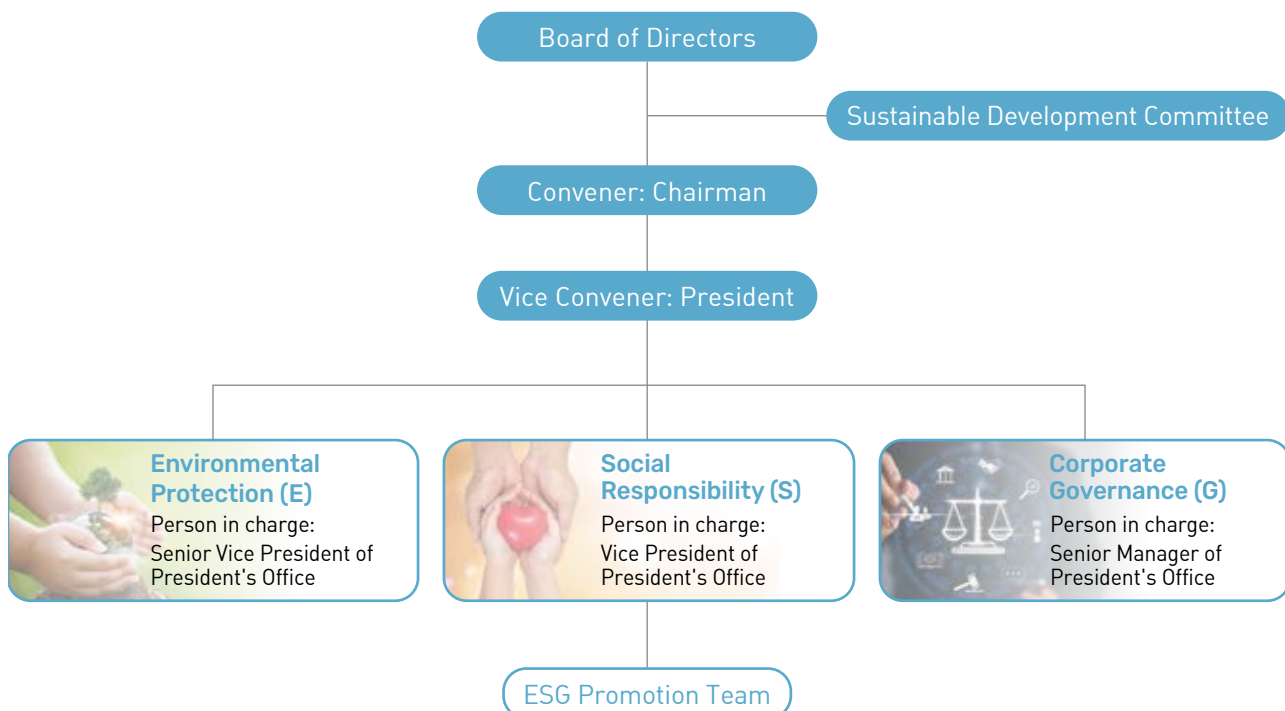 Board of Directors
Sustainable Development Committee
Convener: Chairman
Vice Convener: President
Environmental
Protection (E)
Person in charge:
Senior Vice President of
President's Office
Social
Responsibility (S)
Person in charge:
Vice President of
President's Office
Corporate
Governance (G)
Person in charge:
Senior Manager of
President's Office
ESG Promotion Team